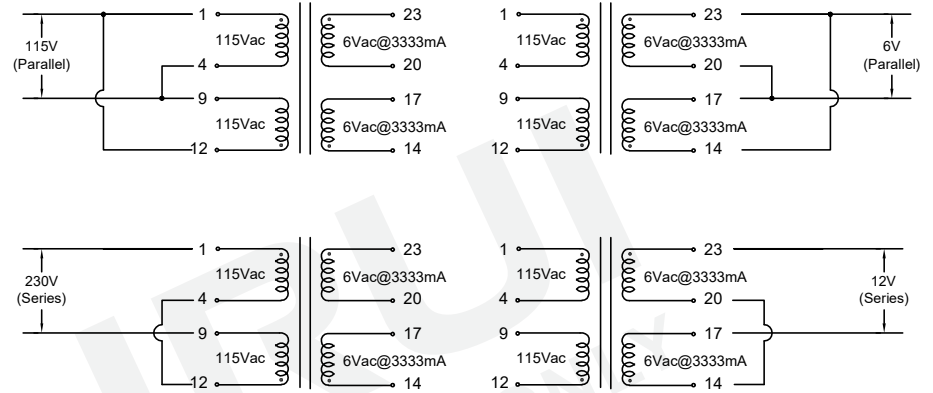 1 23 1 23
115V 115Vac 6Vac@3333mA 115Vac 6Vac@3333mA 6V
(Parallel) (Parallel)
4 20 4 20
9 17 9 17
115Vac 6Vac@3333mA 115Vac 6Vac@3333mA
12 14 12 14
1 23 1 23
230V 115Vac 6Vac@3333mA 115Vac 6Vac@3333mA 12V
(Series) (Series)
4 20 4 20
9 17 9 17
115Vac 6Vac@3333mA 115Vac 6Vac@3333mA
12 14 12 14